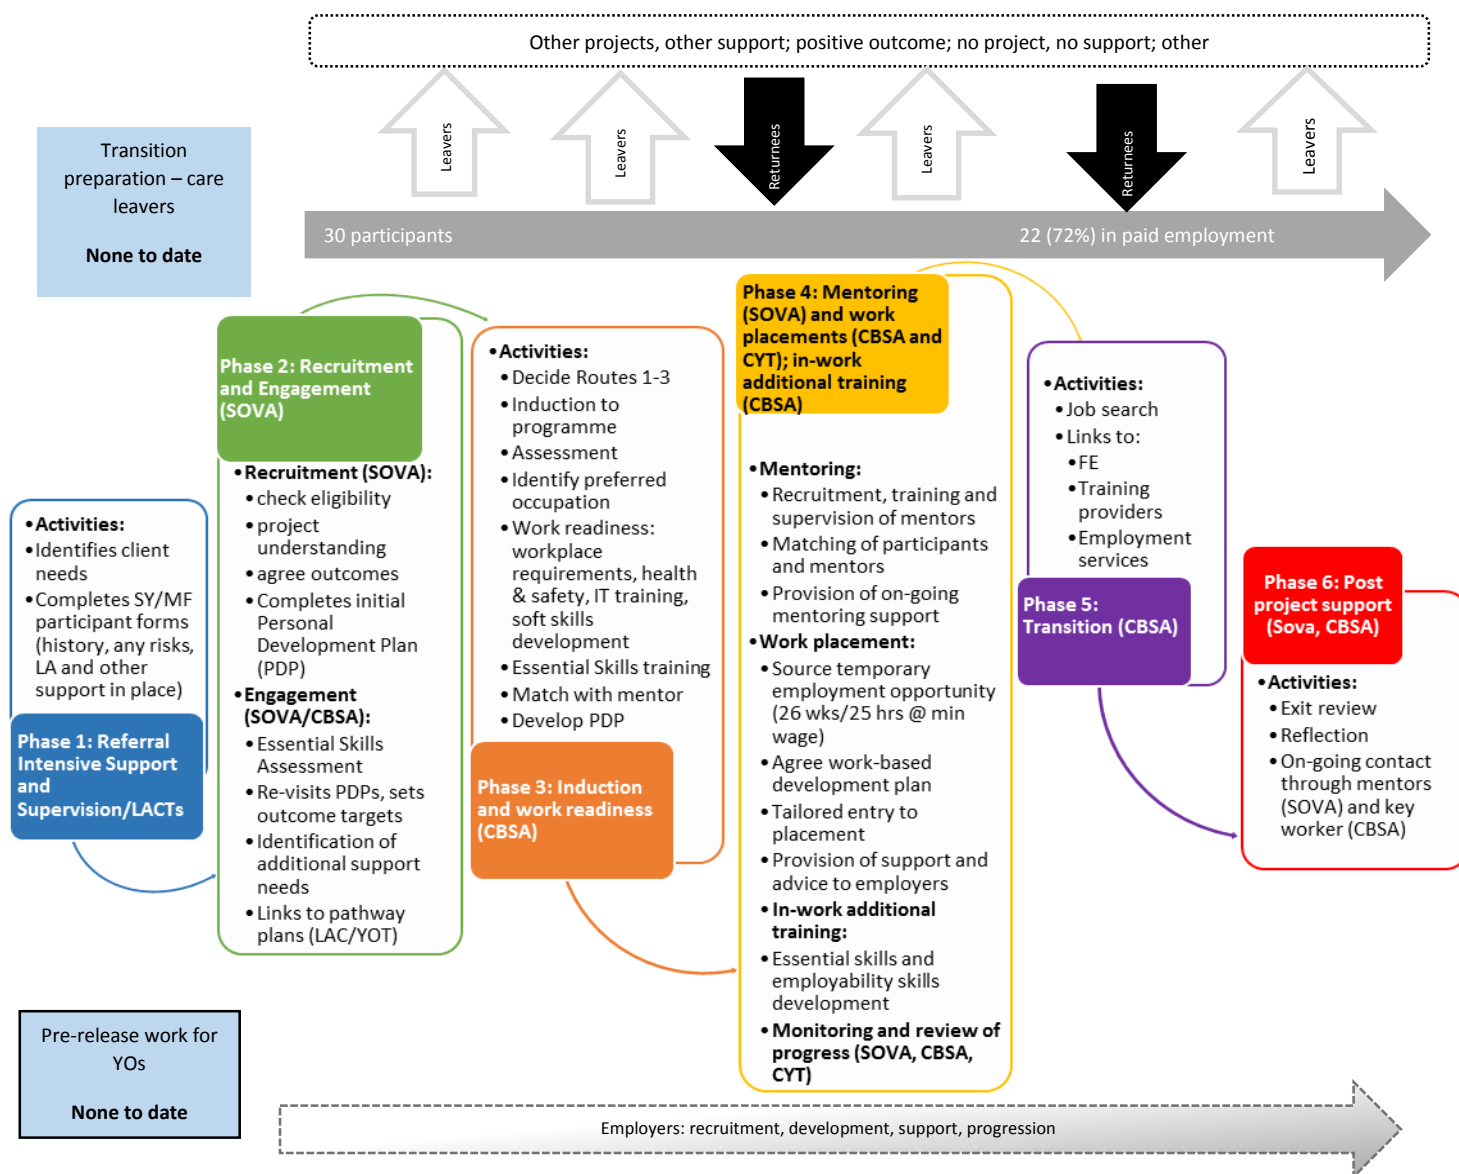 Other projects, other support; positive outcome; no project, no support; other
Leavers
Leavers
Returnees
Leavers
Returnees
Leavers
Transition
preparation – care
leavers
None to date
30 participants
22 (72%) in paid employment
Phase 1: Referral
Intensive Support
and
Supervision/LACTs
•Activities:
•Identifies client
needs
•Completes SY/MF
participant forms
(history, any risks,
LA and other
support in place)
Phase 2: Recruitment
and Engagement
(SOVA)
•Recruitment (SOVA):
•check eligibility
•project
understanding
•agree outcomes
•Completes initial
Personal
Development Plan
(PDP)
•Engagement
(SOVA/CBSA):
•Essential Skills
Assessment
•Re-visits PDPs, sets
outcome targets
•Identification of
additional support
needs
•Links to pathway
plans (LAC/YOT)
•Activities:
•Decide Routes 1-3
•Induction to
programme
•Assessment
•Identify preferred
occupation
•Work readiness:
workplace
requirements, health
& safety, IT training,
soft skills
development
•Essential Skills training
•Match with mentor
•Develop PDP
Phase 3: Induction
and work readiness
(CBSA)
Phase 4: Mentoring
(SOVA) and work
placements (CBSA and
CYT); in-work
additional training
(CBSA)
•Mentoring:
•Recruitment, training and
supervision of mentors
•Matching of participants
and mentors
•Provision of on-going
mentoring support
•Work placement:
•Source temporary
employment opportunity
(26 wks/25 hrs @ min
wage)
•Agree work-based
development plan
•Tailored entry to
placement
•Provision of support and
advice to employers
•In-work additional
training:
•Essential skills and
employability skills
development
•Monitoring and review of
progress (SOVA, CBSA,
CYT)
•Activities:
•Job search
•Links to:
•FE
•Training
providers
•Employment
services
Phase 5:
Transition (CBSA)
Phase 6: Post
project support
(Sova, CBSA)
•Activities:
•Exit review
•Reflection
•On-going contact
through mentors
(SOVA) and key
worker (CBSA)
Pre-release work for
YOs
None to date
Employers: recruitment, development, support, progression